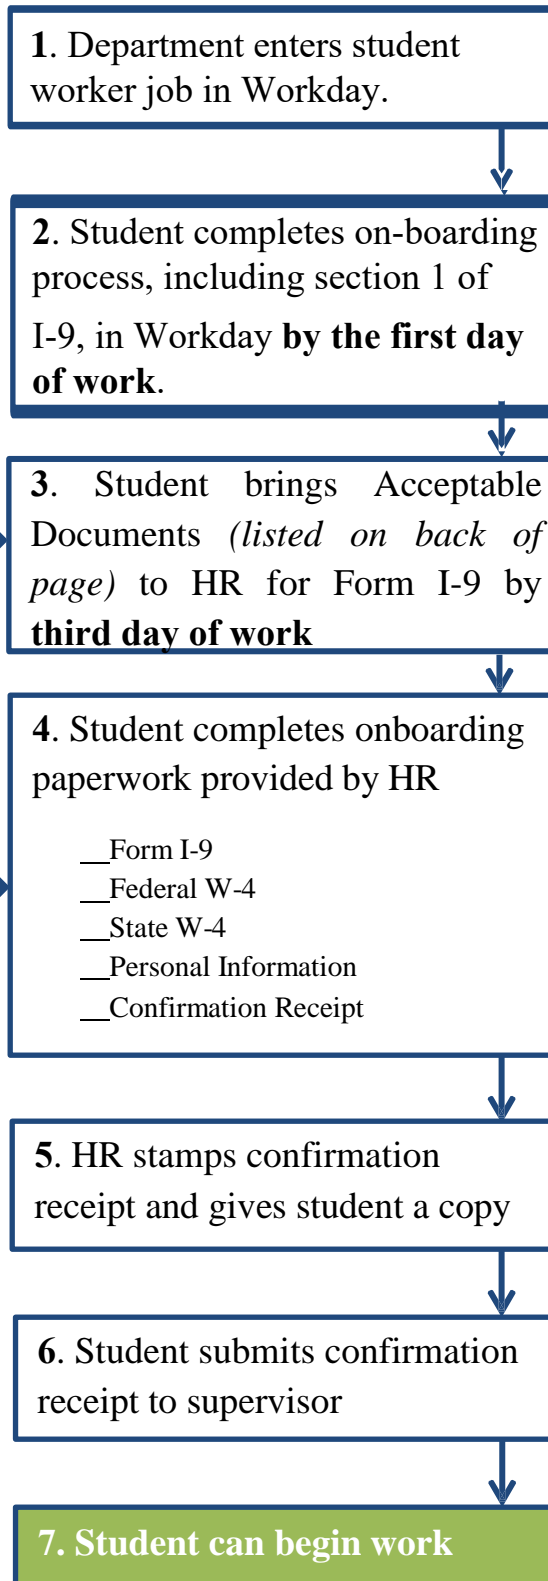 1. Department enters student
worker job in Workday.
2. Student completes on-boarding
process, including section 1 of
I-9, in Workday by the first day
of work.
3. Student brings Acceptable
Documents (listed on back of
page) to HR for Form I-9 by
third day of work
4. Student completes onboarding
paperwork provided by HR
__Form I-9
__Federal W-4
__State W-4
__Personal Information
__Confirmation Receipt
5. HR stamps confirmation
receipt and gives student a copy
6. Student submits confirmation
receipt to supervisor
7. Student can begin work